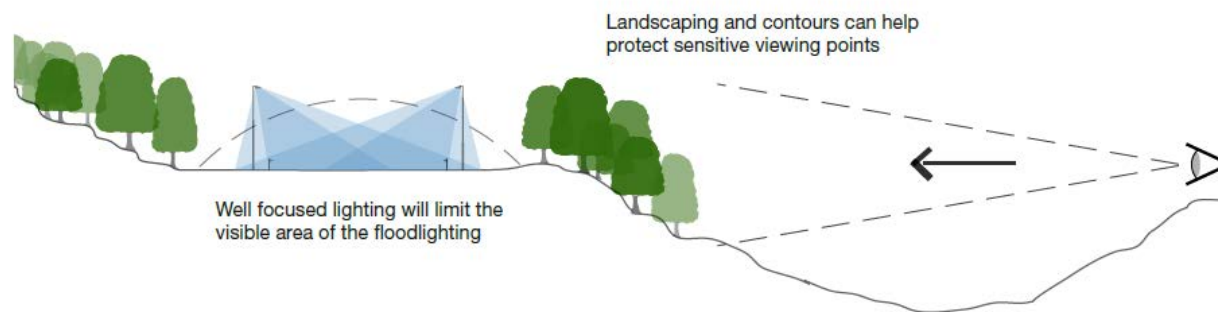 Landscaping and contours can help
protect sensitive viewing points
Well focused lighting will limit the
visible area of the floodlighting